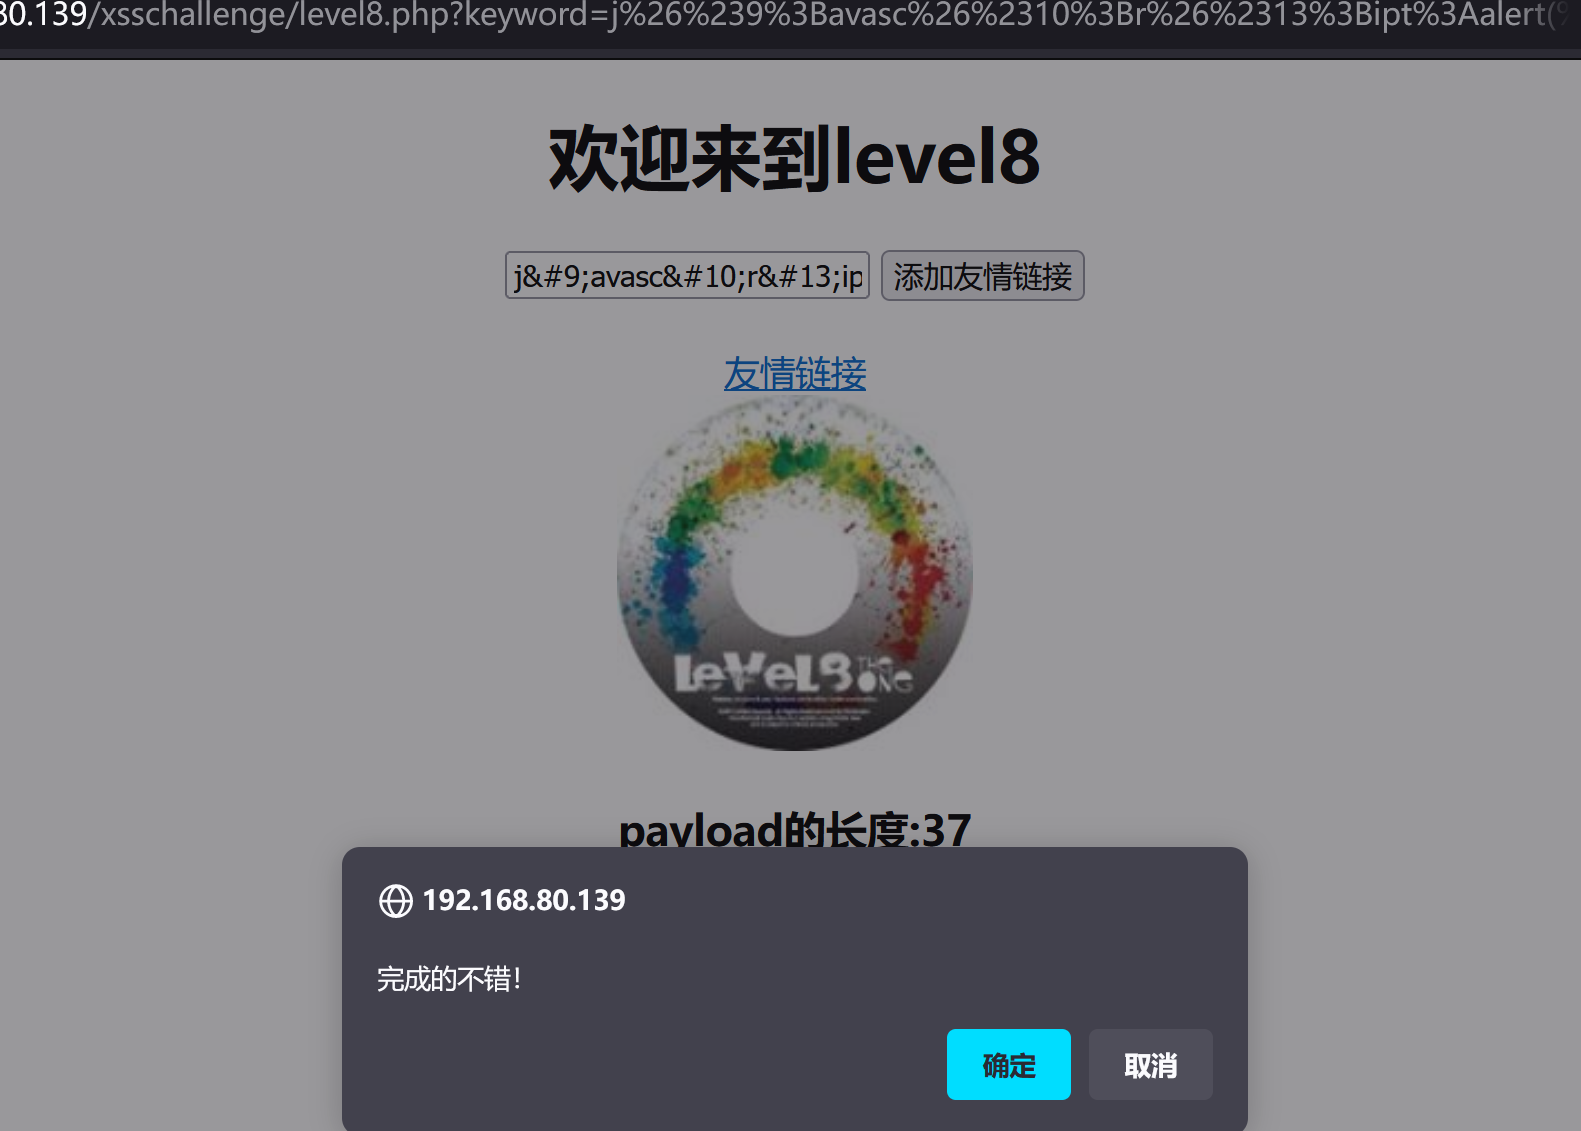 80.139/xsschallenge/level8.php?keyword=j%26%239%3Bavasc%26%2310%3Br%26%2313%3Bipt%3Aalert(
欢迎来到level8
j&#9;avasc&#10;r&#13;ip
添加友情链接
友情链接
LeVeL8 THE ONG
payload的长度:37
192.168.80.139
完成的不错!
确定
取消